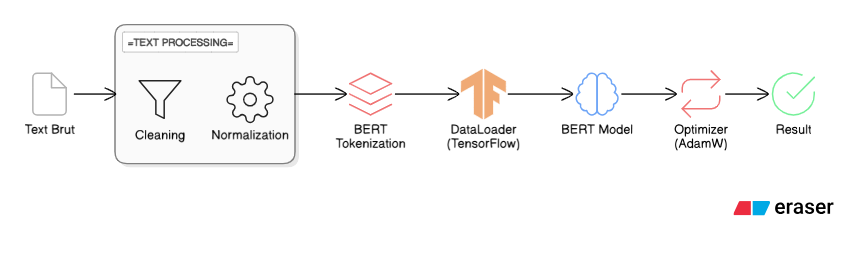 =TEXT PROCESSING=
Text Brut
Cleaning
Normalization
BERT
Tokenization
DataLoader
(TensorFlow)
BERT Model
Optimizer
(AdamW)
Result
eraser